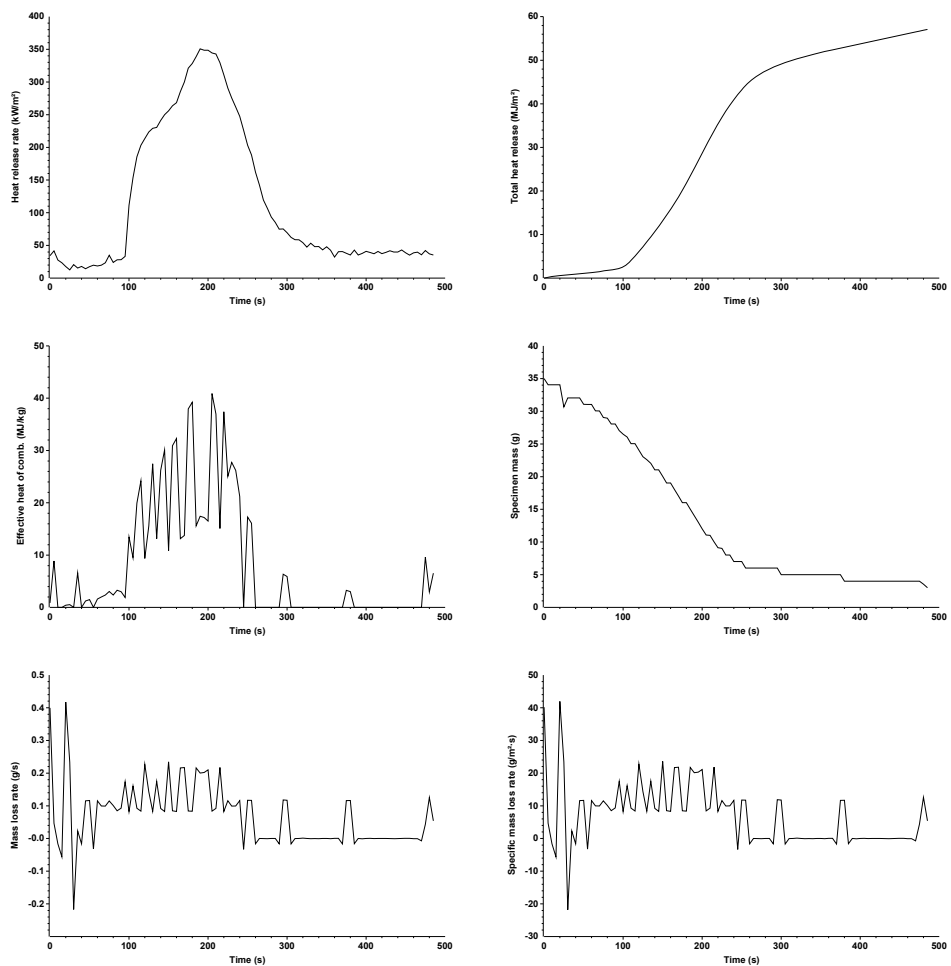 Heat release rate (kW/m²)
400
350
300
250
200
150
100
50
0
0 100 200 300 400 500
Time (s)
Total heat release (MJ/m²)
60
50
40
30
20
10
0
0 100 200 300 400 500
Time (s)
Effective heat of comb. (MJ/kg)
50
40
30
20
10
0
0 100 200 300 400 500
Time (s)
Specimen mass (g)
40
35
30
25
20
15
10
5
0
0 100 200 300 400 500
Time (s)
Mass loss rate (g/s)
0.5
0.4
0.3
0.2
0.1
-0.0
-0.1
-0.2
0 100 200 300 400 500
Time (s)
Specific mass loss rate (g/m²·s)
50
40
30
20
10
0
-10
-20
-30
0 100 200 300 400 500
Time (s)